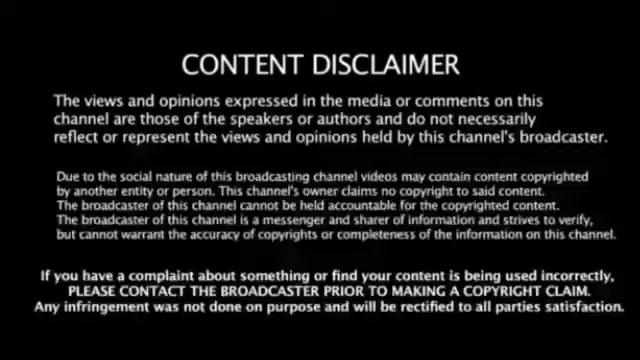 CONTENT DISCLAIMER
The views and opinions expressed in the media or comments on this
channel are those of the speakers or authors and do not necessarily
reflect or represent the views and opinions held by this channel's broadcaster.
Due to the social nature of this broadcasting channel videos may contain content copyrighted
by another entity or person. This channel's owner claims no copyright to said content.
The broadcaster of this channel cannot be held accountable for the copyrighted content.
The broadcaster of this channel is a messenger and sharer of information and strives to verify,
but cannot warrant the accuracy of copyrights or completeness of the information on this channel.
If you have a complaint about something or find your content is being used incorrectly,
PLEASE CONTACT THE BROADCASTER PRIOR TO MAKING A COPYRIGHT CLAIM.
Any infringement was not done on purpose and will be rectified to all parties satisfaction.